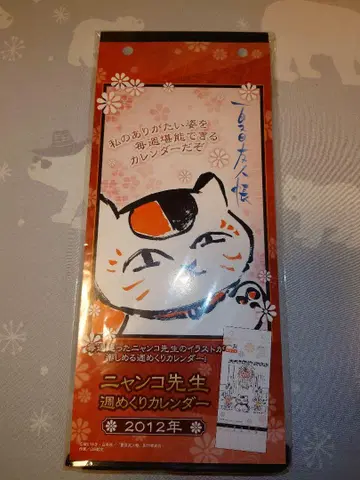 夏目友人帳
私のありがたい姿を
毎週堪能できる
カレンダーだぞ
ったニャンコ先生のイラストが
しめる週めくりカレンダー
ニャンコ先生
週めくりカレンダー
2012年